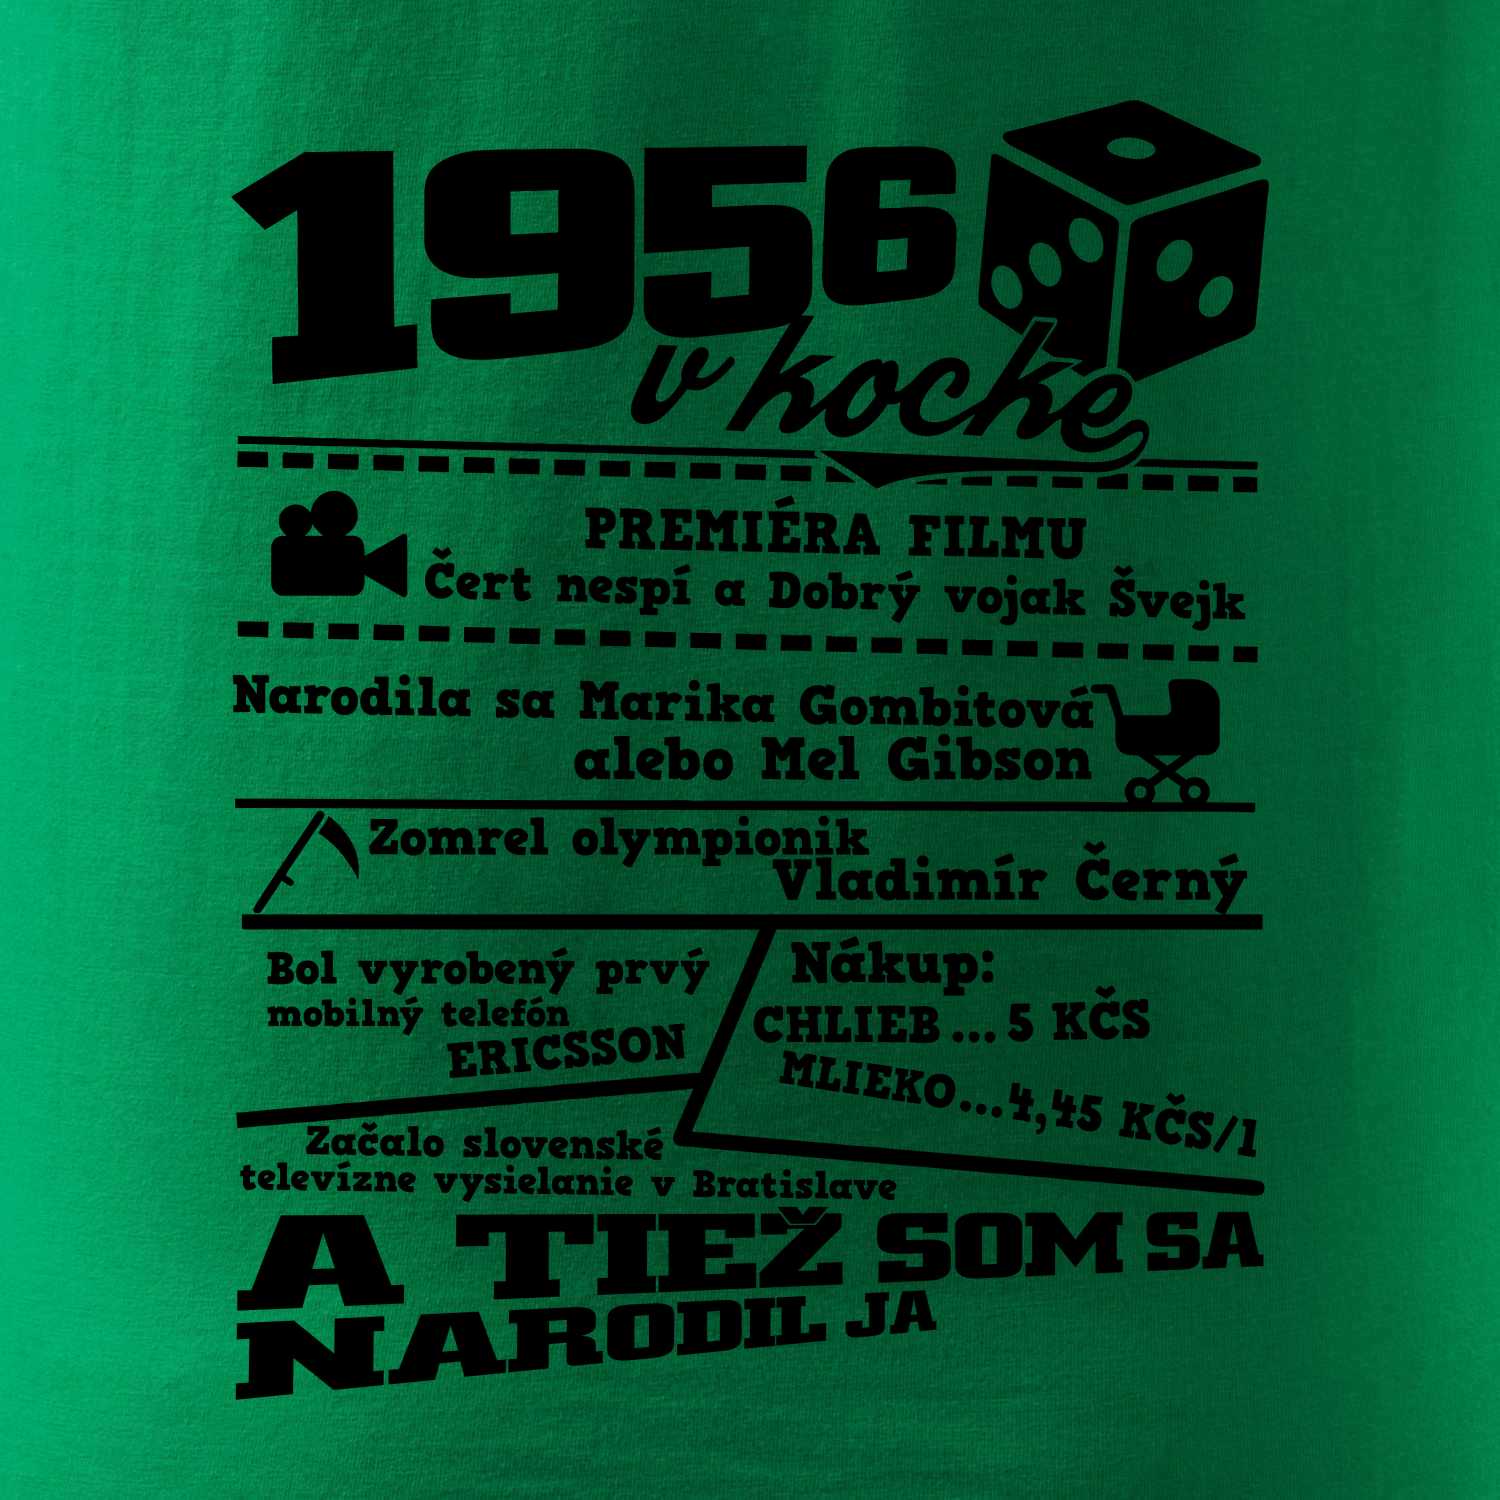 1956
v kocke
PREMIÉRA FILMU
Čert nespí a Dobrý vojak Švejk
Narodila sa Marika Gombitová
alebo Mel Gibson
Zomrel olympionik
Vladimír Černý
Bol vyrobený prvý
mobilný telefón
ERICSSON
Nákup:
CHLIEB...5 KČS
MLIEKO...4,45 KČS/l
Začalo slovenské
televízne vysielanie v Bratislave
A TIEŽ SOM SA
NARODIL JA